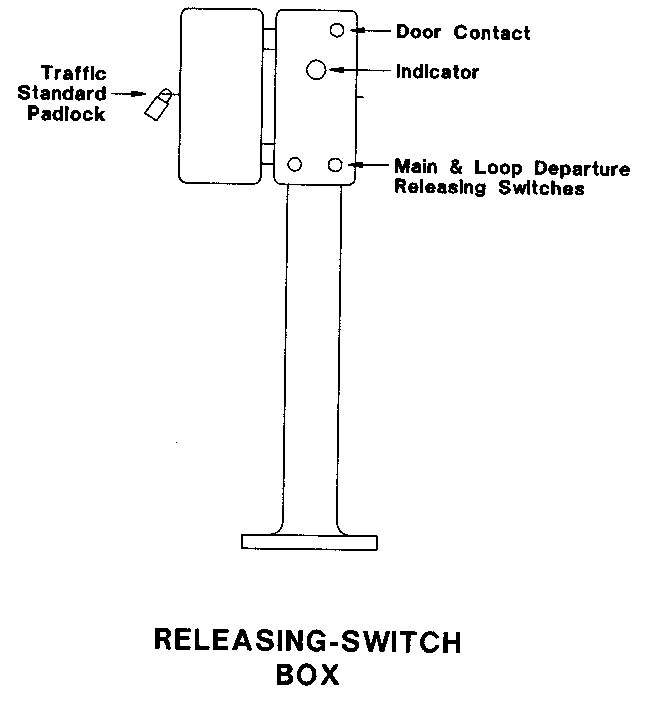 Door Contact
Indicator
Traffic
Standard
Padlock
Main & Loop Departure
Releasing Switches
RELEASING-SWITCH
BOX